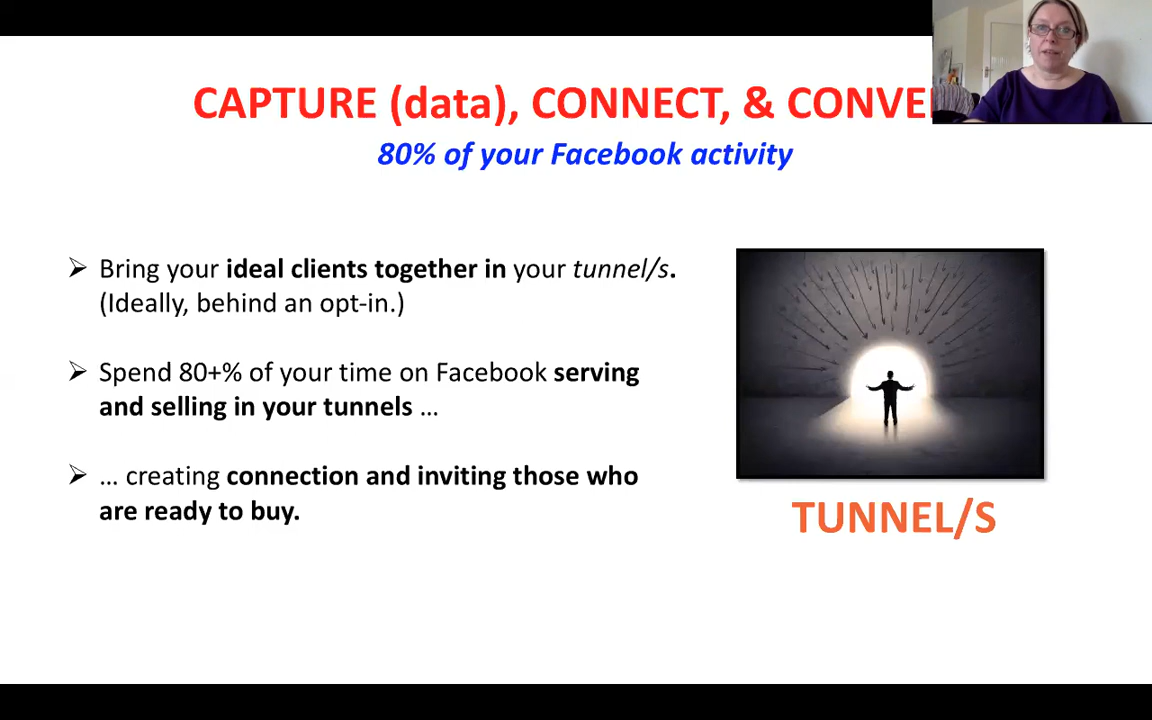 CAPTURE (data), CONNECT, & CONVE
80% of your Facebook activity
➢ Bring your ideal clients together in your tunnel/s.
(Ideally, behind an opt-in.)
➢ Spend 80+% of your time on Facebook serving
and selling in your tunnels ...
➢ ... creating connection and inviting those who
are ready to buy.
TUNNEL/S